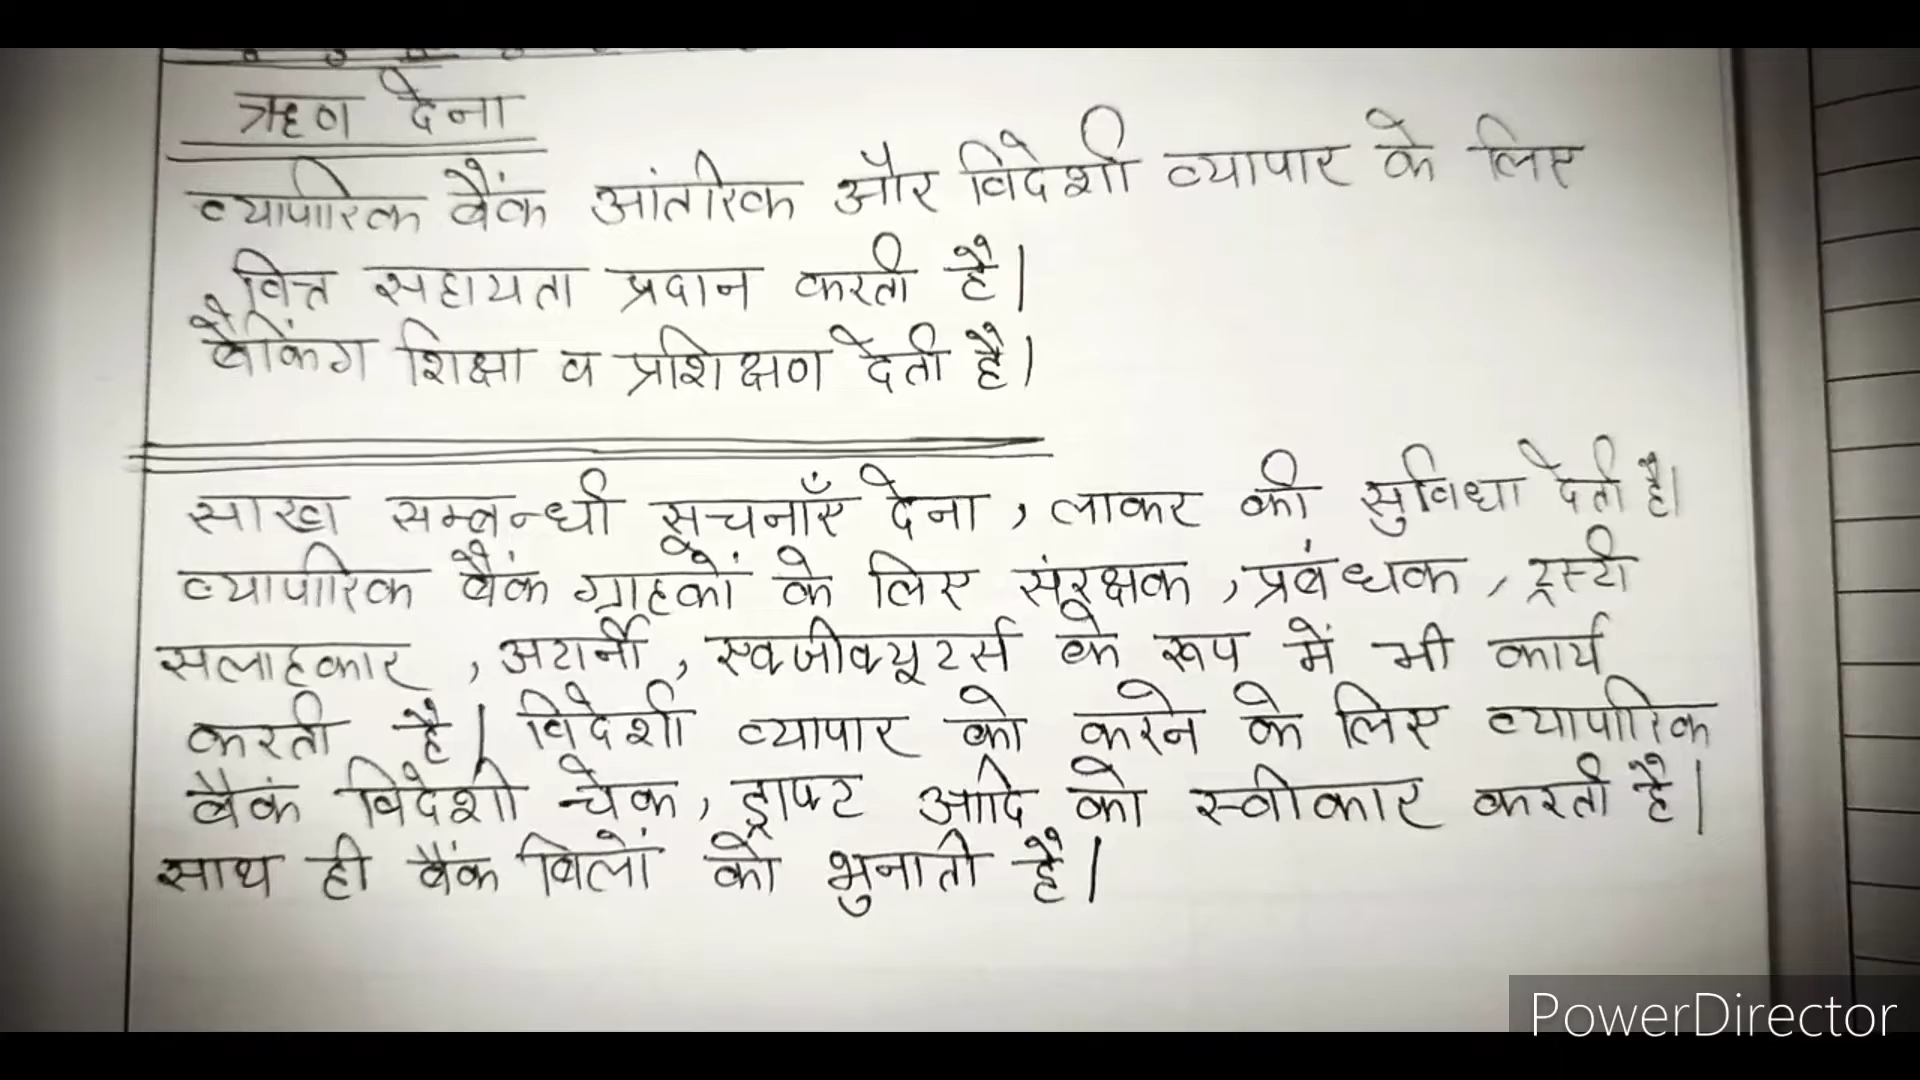 ऋण देना
व्यापारिक बैंक आंतरिक और विदेशी व्यापार के लिए
वित्त सहायता प्रदान करती है।
बैंकिंग शिक्षा व प्रशिक्षण देती है।
साख सम्बन्धी सूचनाएँ देना, लाकर की सुविधा देती है।
व्यापारिक बैंक ग्राहकों के लिए संरक्षक, प्रबंधक, ट्रस्टी
सलाहकार, अटार्नी, एक्जीक्यूटर्स के रूप में भी कार्य
करती है। विदेशी व्यापार को करने के लिए व्यापारिक
बैंक विदेशी चेक, ड्राफ्ट आदि को स्वीकार करती है।
साथ ही बैंक बिलों को भुनाती है।
PowerDirector